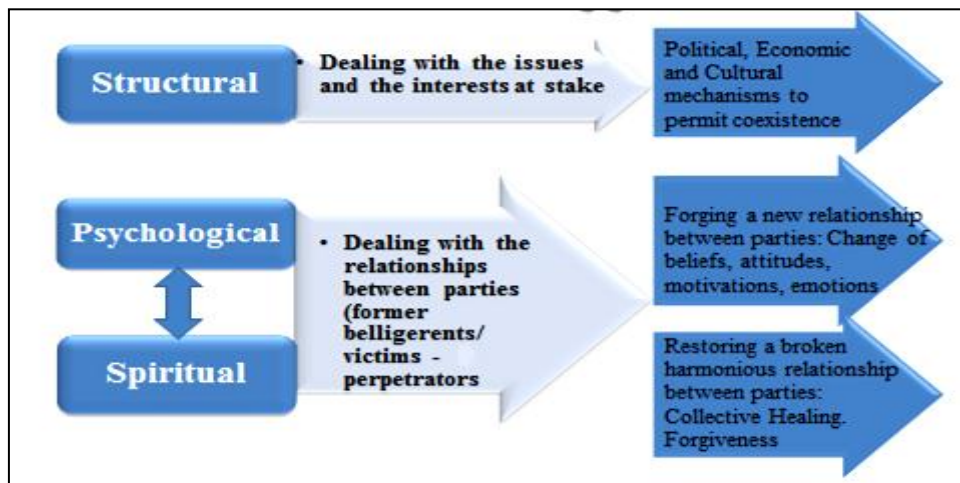 Structural
• Dealing with the issues
and the interests at stake
Political, Economic
and Cultural
mechanisms to
permit coexistence
Psychological
Spiritual
• Dealing with the
relationships
between parties
(former
belligerents/
victims -
perpetrators
Forging a new relationship
between parties: Change of
beliefs, attitudes,
motivations, emotions
Restoring a broken
harmonious relationship
between parties:
Collective Healing.
Forgiveness